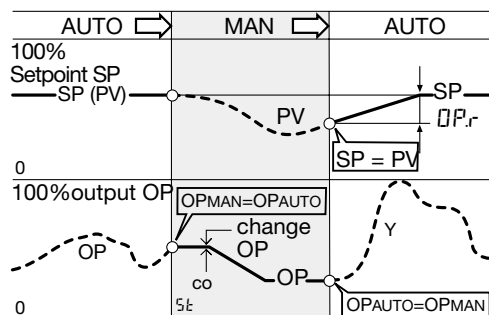 AUTO MAN AUTO
100%
Setpoint SP
SP (PV)
PV
SP
OP.r
SP = PV
0
100%output OP
OPMAN=OPAUTO
change
OP
OP
co
OP
Y
0
St
OPAUTO=OPMAN